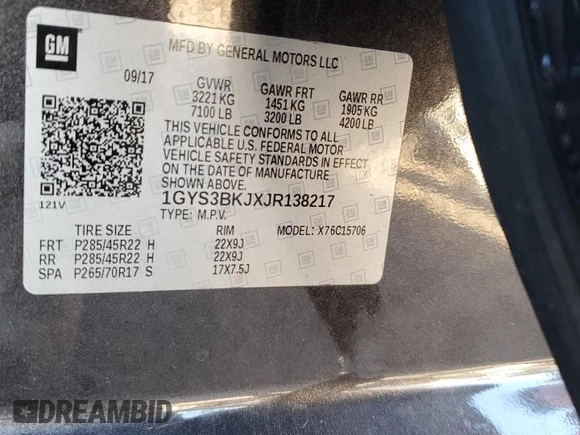 GM
MFD BY GENERAL MOTORS LLC
09/17 GVWR GAWR FRT GAWR RR
3221 KG 1451 KG 1905 KG
7100 LB 3200 LB 4200 LB
THIS VEHICLE CONFORMS TO ALL
APPLICABLE U.S. FEDERAL MOTOR
VEHICLE SAFETY STANDARDS IN EFFECT
ON THE DATE OF MANUFACTURE
SHOWN ABOVE.
121V 1GYS3BKJXJR138217
TYPE: M.P.V. MODEL: X76C15706
TIRE SIZE RIM
FRT P285/45R22 H 22X9J
RR P285/45R22 H 22X9J
SPA P265/70R17 S 17X7.5J
DREAMBID